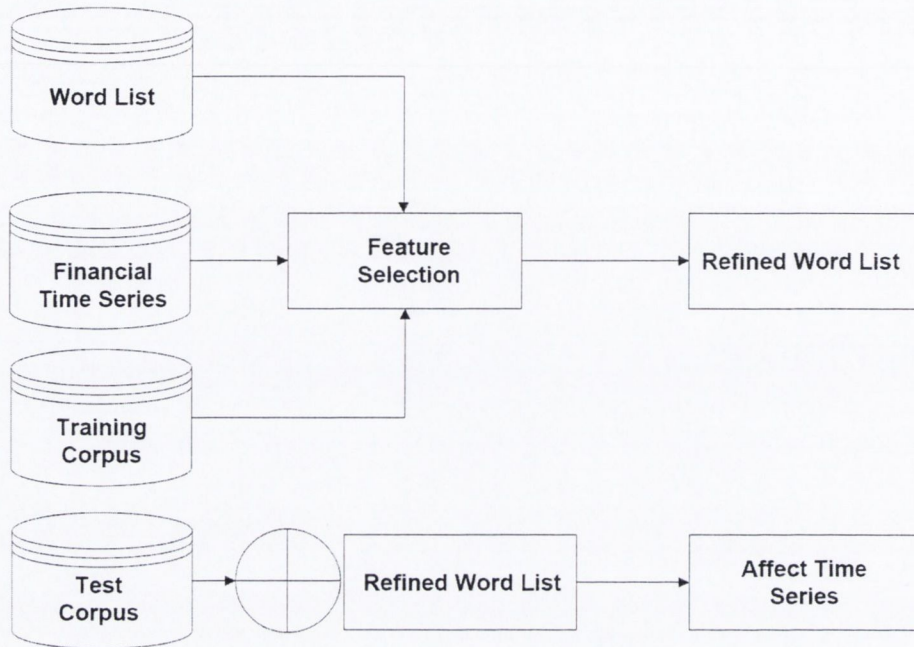 Word List
Financial
Time Series
Feature
Selection
Refined Word List
Training
Corpus
Test
Corpus
Refined Word List
Affect Time
Series